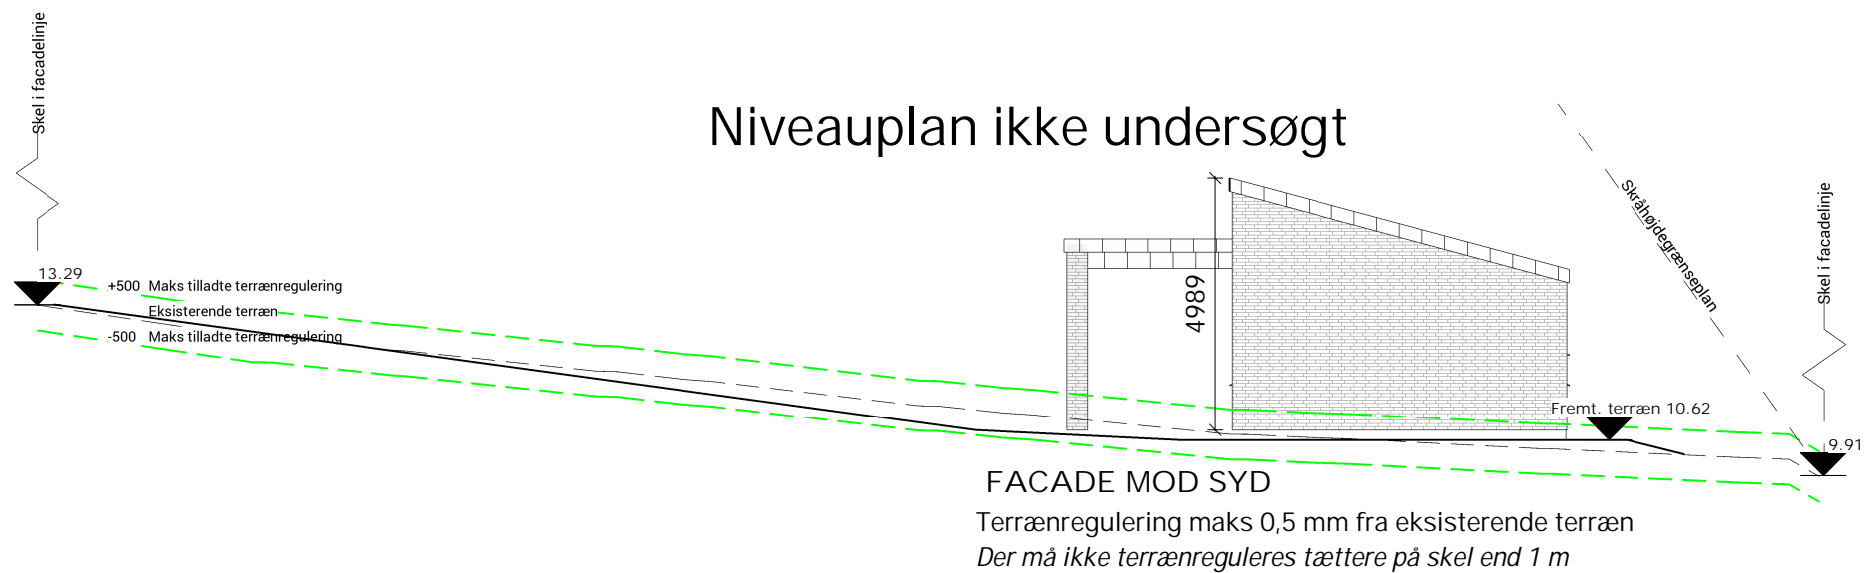 Skel i facadelinje
Niveauplan ikke undersøgt
Skråhøjdegrænseplan
Skel i facadelinje
13.29
+500 Maks tilladte terrænregulering
Eksisterende terræn
-500 Maks tilladte terrænregulering
4989
Fremt. terræn 10.62
9.91
FACADE MOD SYD
Terrænregulering maks 0,5 mm fra eksisterende terræn
Der må ikke terrænreguleres tættere på skel end 1 m